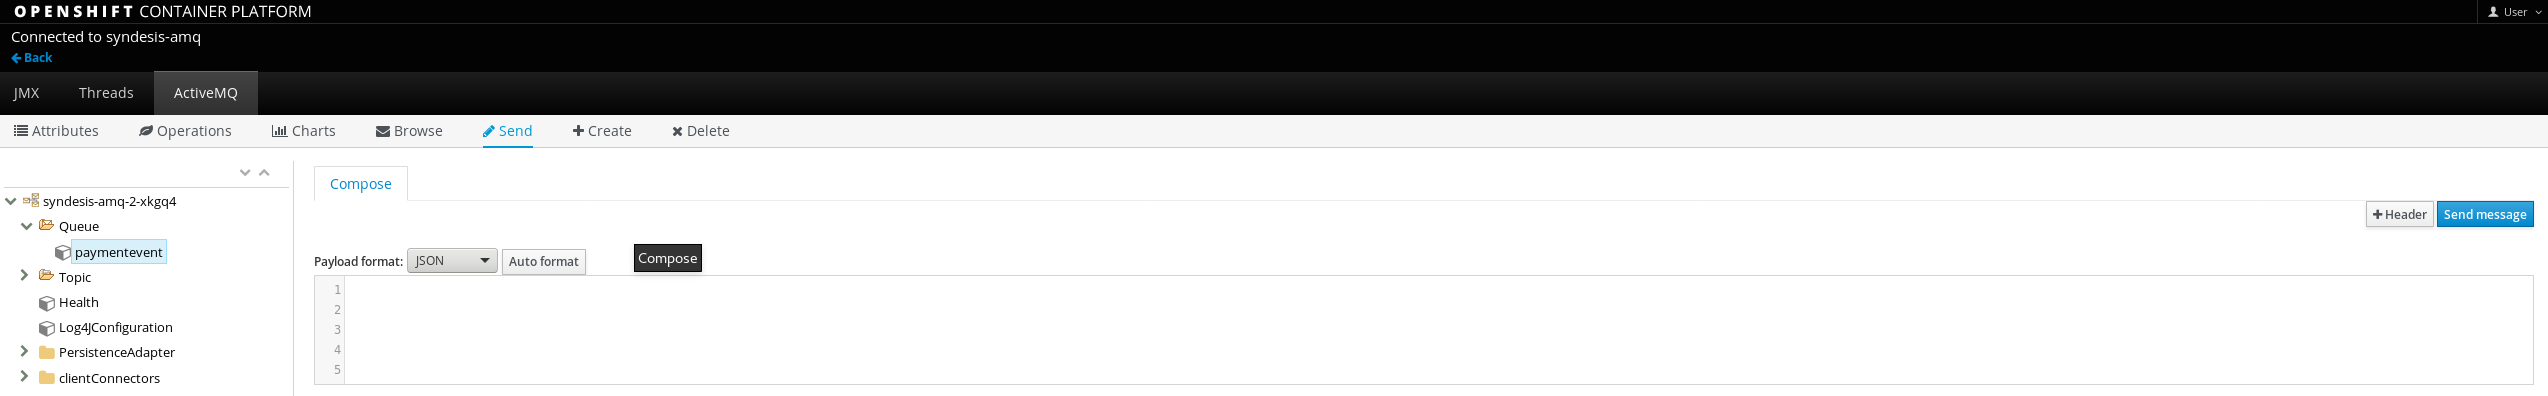 OPENSHIFT CONTAINER PLATFORM
User
Connected to syndesis-amq
Back
JMX Threads ActiveMQ
Attributes Operations Charts Browse Send Create Delete
Compose
syndesis-amq-2-xkgq4
Queue
paymentevent
Topic
Health
Log4JConfiguration
PersistenceAdapter
clientConnectors
Header Send message
Payload format: JSON Auto format
Compose
1
2
3
4
5